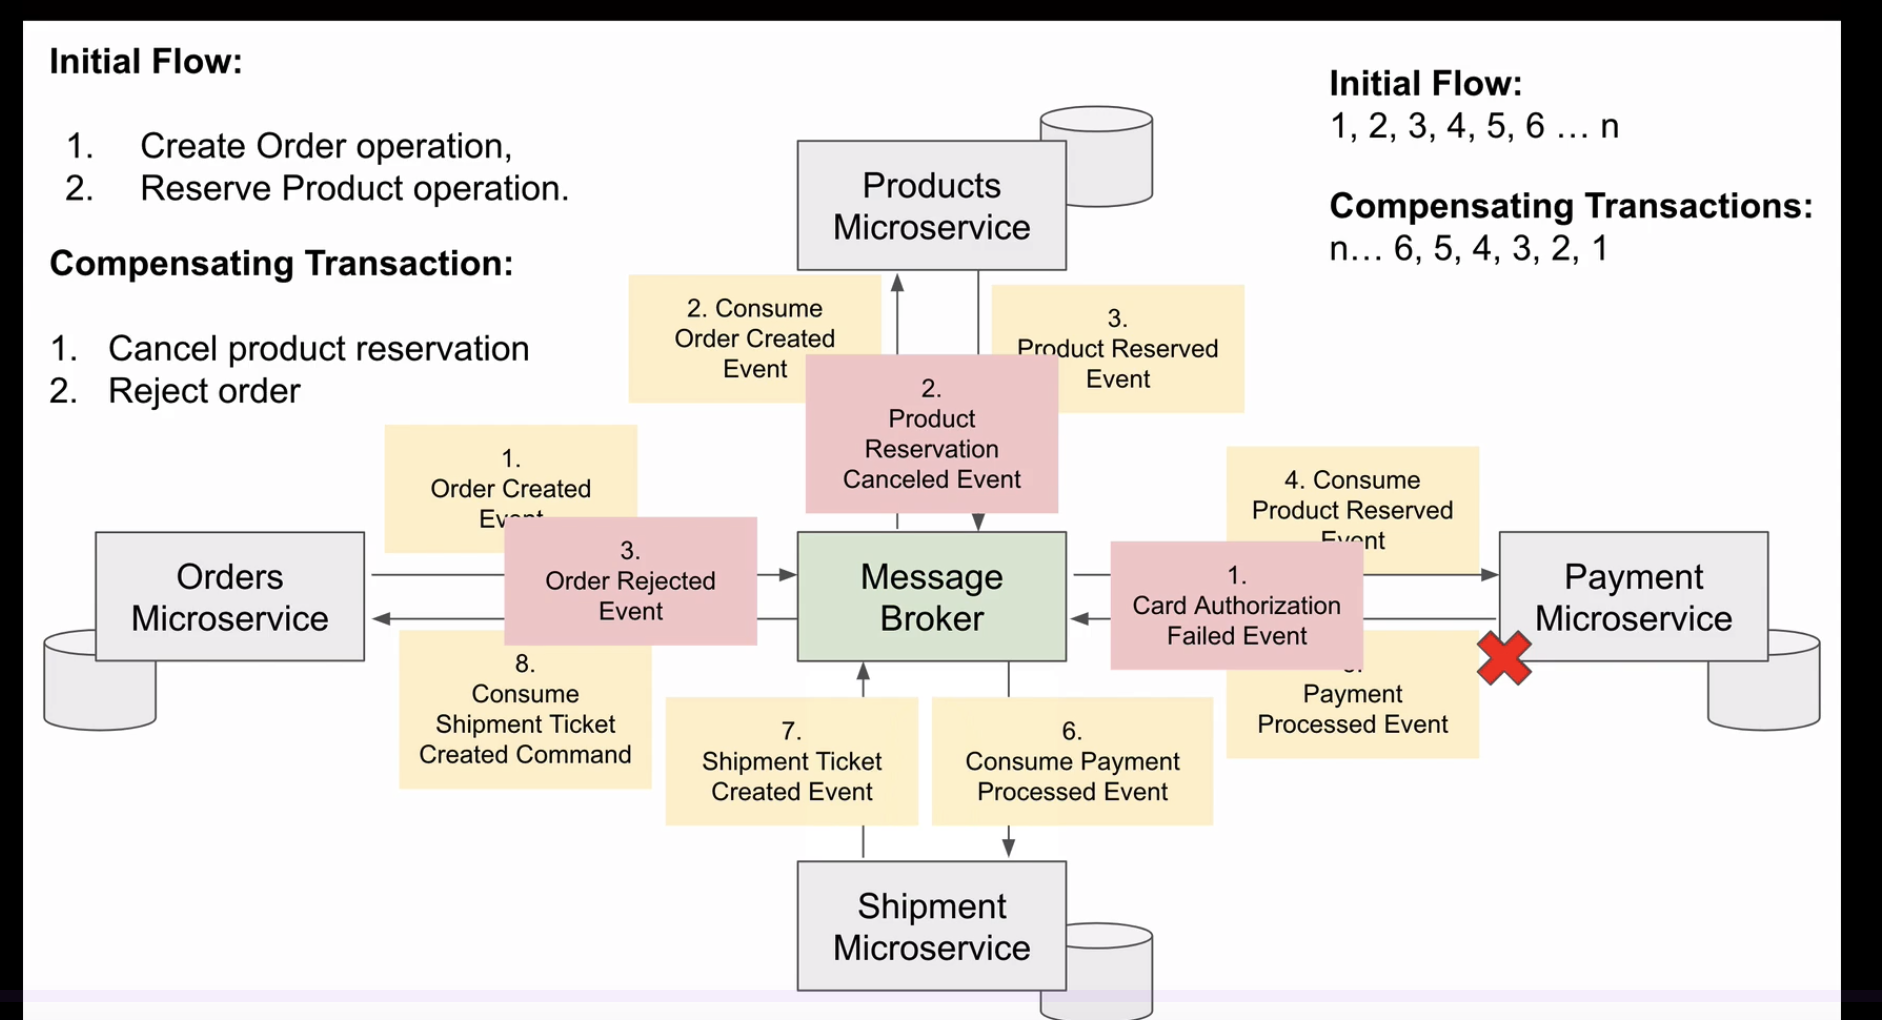 Initial Flow:
1. Create Order operation,
2. Reserve Product operation.
Compensating Transaction:
1. Cancel product reservation
2. Reject order
Initial Flow:
1, 2, 3, 4, 5, 6 ... n
Compensating Transactions:
n... 6, 5, 4, 3, 2, 1
Products
Microservice
2. Consume
Order Created
Event
3.
Product Reserved
Event
2.
Product
Reservation
Canceled Event
1.
Order Created
Event
3.
Order Rejected
Event
4. Consume
Product Reserved
Event
1.
Card Authorization
Failed Event
Orders
Microservice
Message
Broker
Payment
Microservice
8.
Consume
Shipment Ticket
Created Command
7.
Shipment Ticket
Created Event
6.
Consume Payment
Processed Event
Payment
Processed Event
Shipment
Microservice